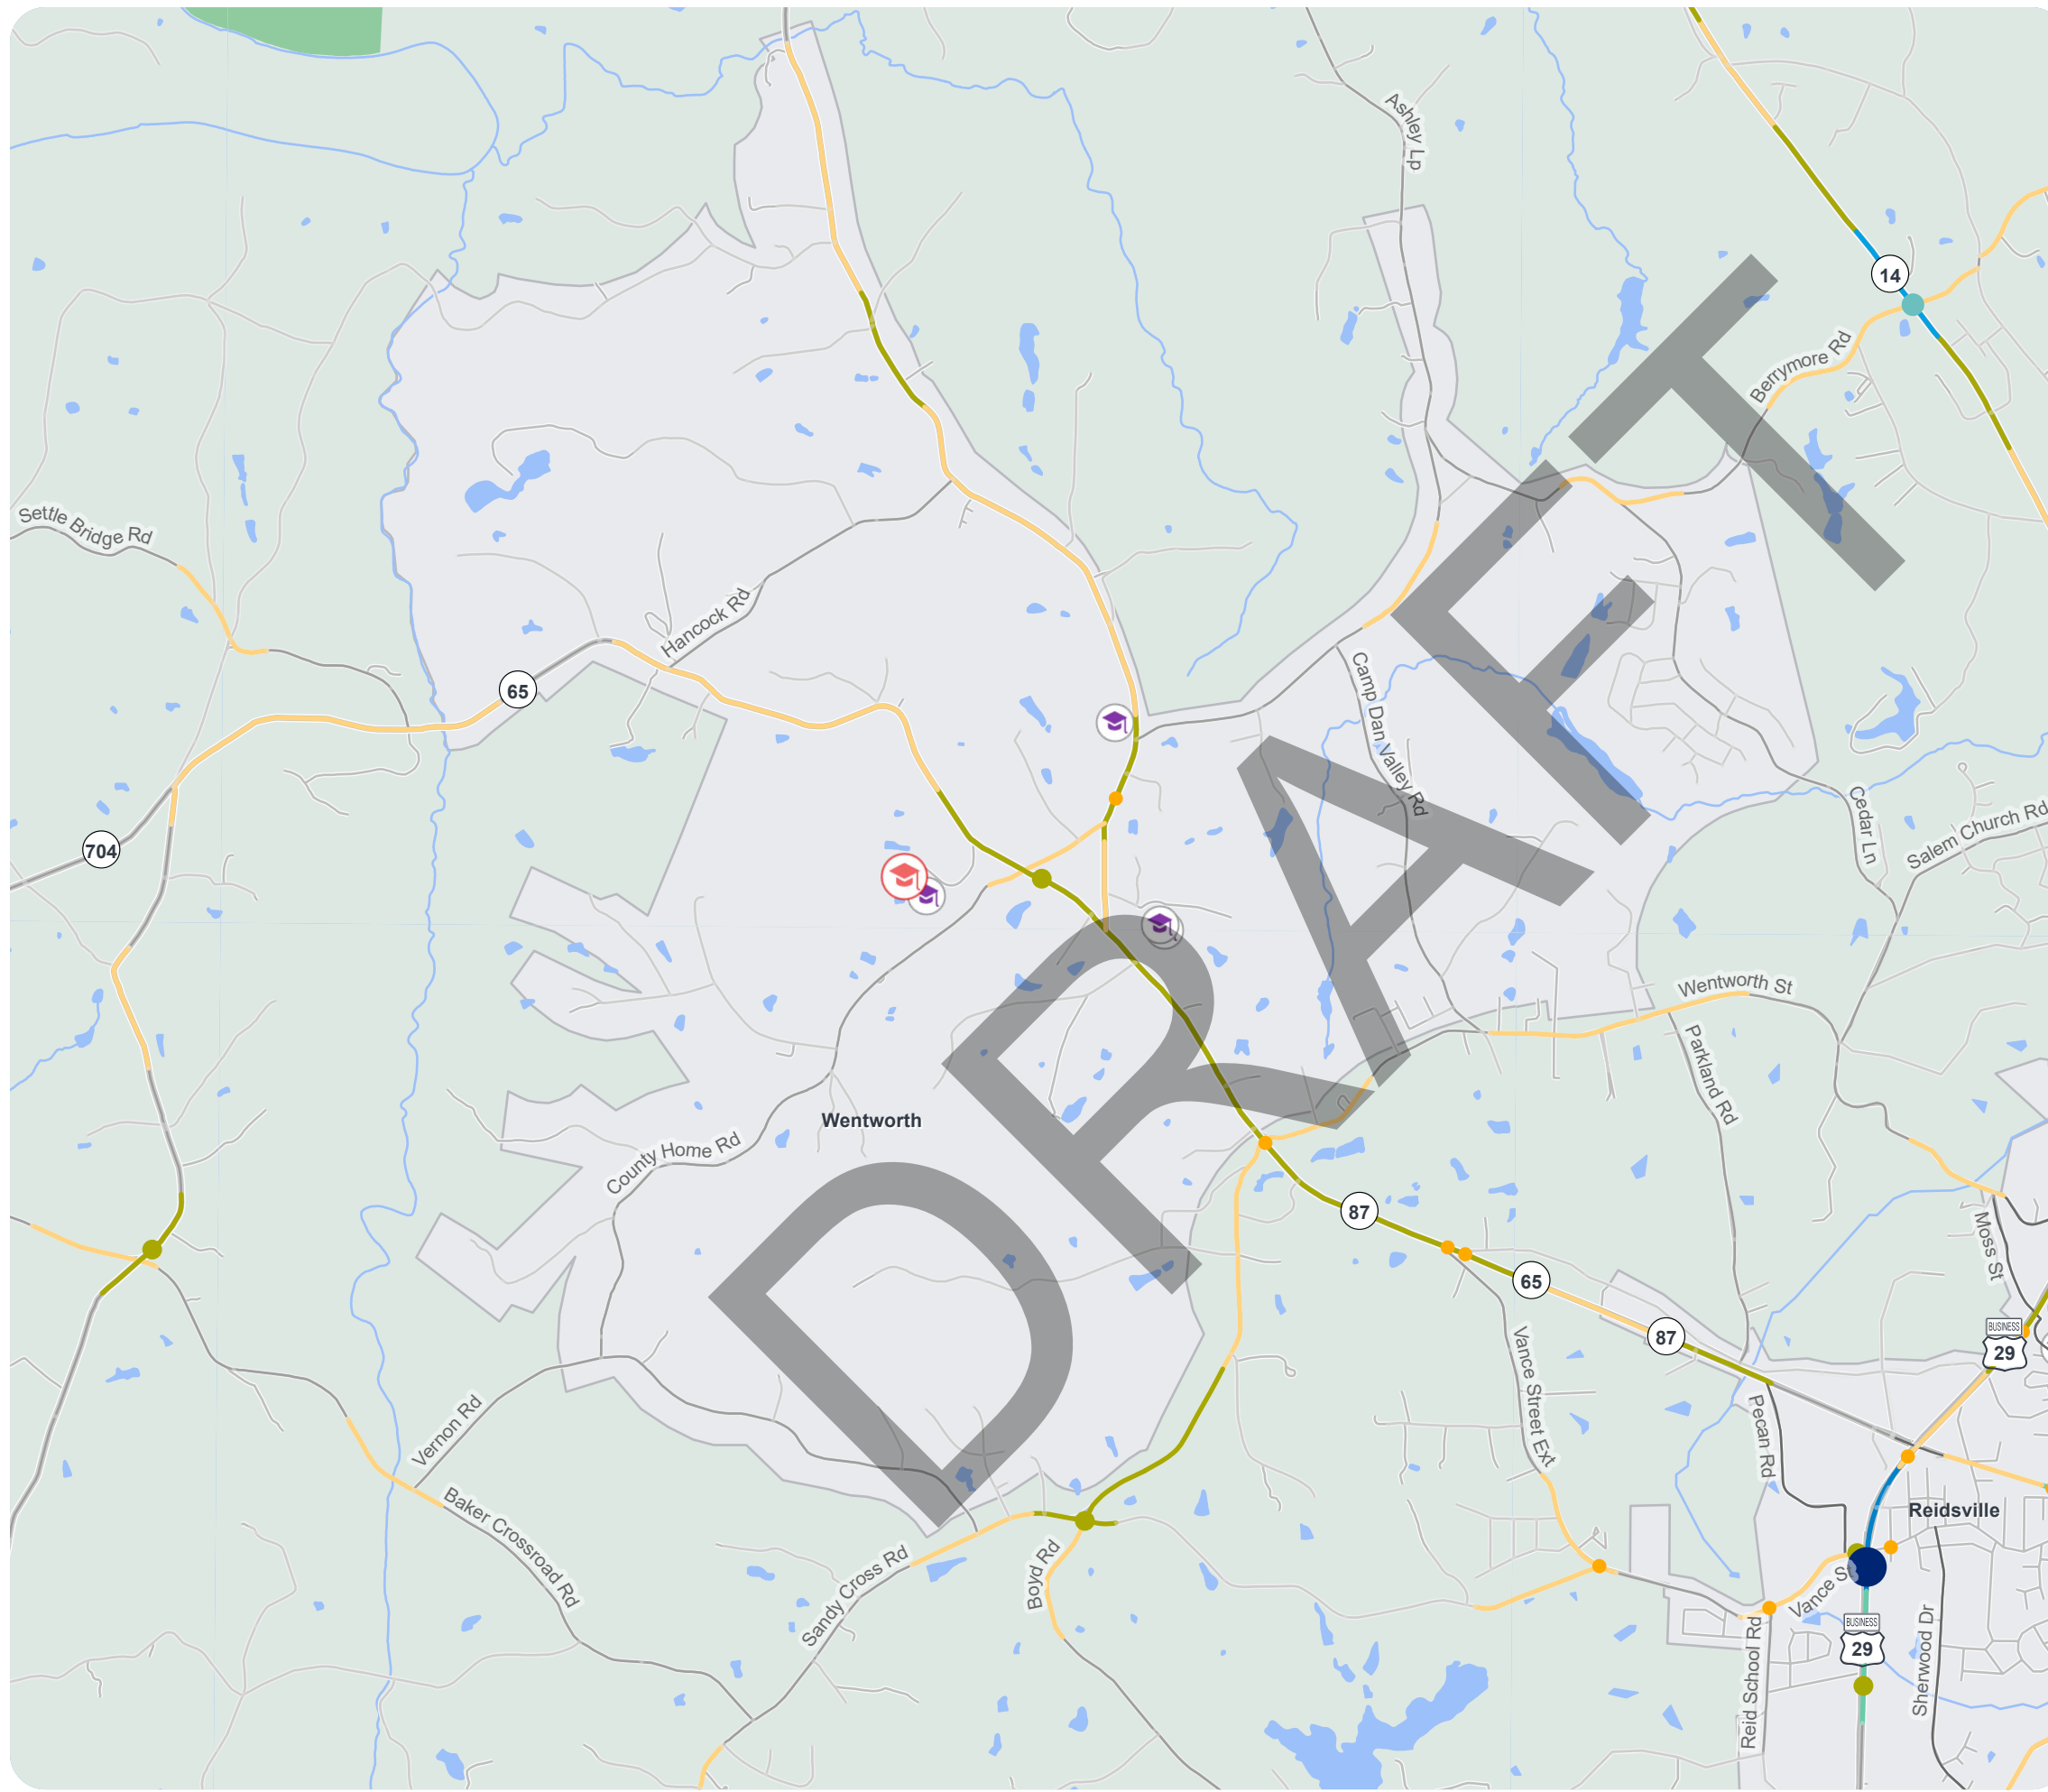 Ashley Lp
14
Berrymore Rd
Settle Bridge Rd
Hancock Rd
65
Camp Dan Valley Rd
704
Cedar Ln
Salem Church Rd
Wentworth St
Parkland Rd
Wentworth
County Home Rd
DRAFT
87
Moss St
65
87
BUSINESS
29
Vance Street Ext
Pecan Rd
Vernon Rd
Baker Crossroad Rd
Reidsville
Sandy Cross Rd
Boyd Rd
Vance St
BUSINESS
29
Reid School Rd
Sherwood Dr